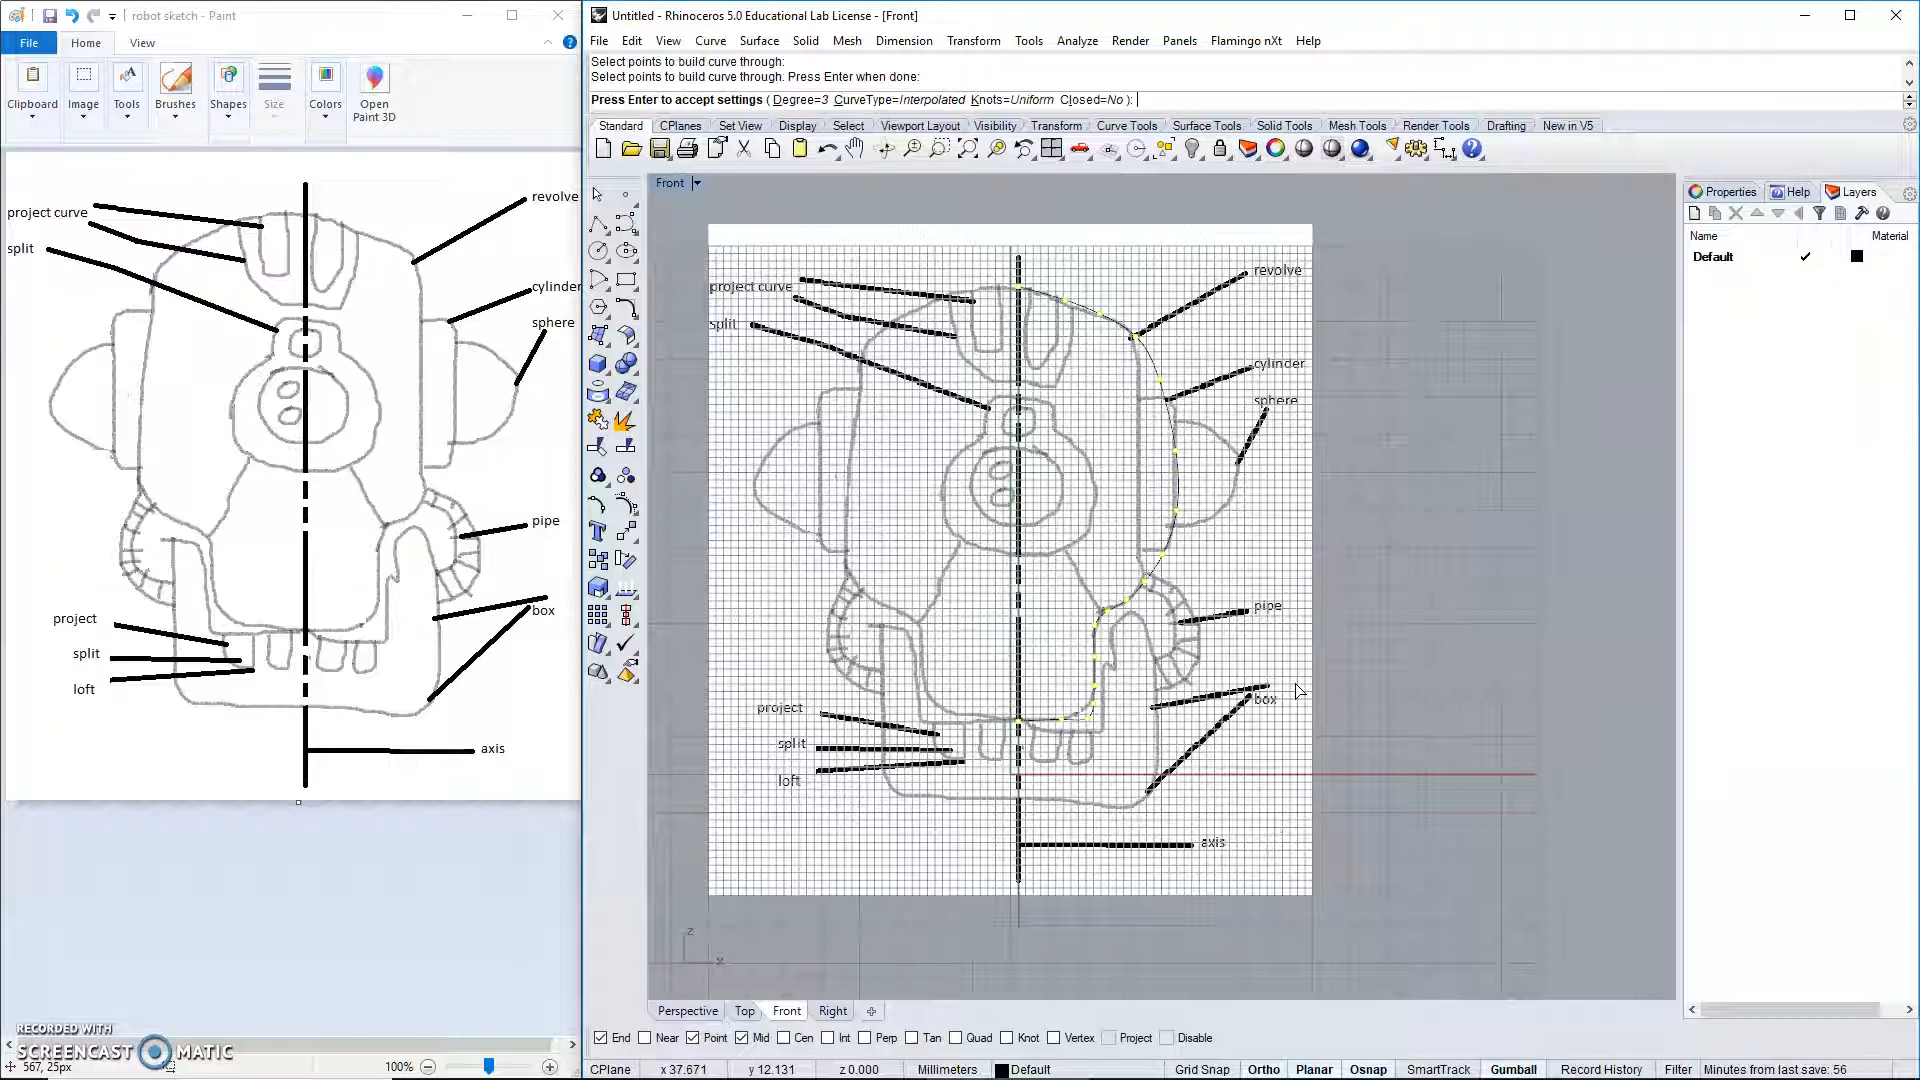 robot sketch - Paint
File Home View
Clipboard Image Tools Brushes Shapes Size Colors Open Paint 3D
revolve
project curve
split
cylinder
sphere
pipe
project
box
split
loft
axis
RECORDED WITH
SCREENCAST MATIC
567, 25px
100%
Untitled - Rhinoceros 5.0 Educational Lab License - [Front]
File Edit View Curve Surface Solid Mesh Dimension Transform Tools Analyze Render Panels Flamingo nXt Help
Select points to build curve through:
Select points to build curve through. Press Enter when done:
Press Enter to accept settings ( Degree=3 CurveType=Interpolated Knots=Uniform Closed=No ):
Standard CPlanes Set View Display Select Viewport Layout Visibility Transform Curve Tools Surface Tools Solid Tools Mesh Tools Render Tools Drafting New in V5
Front
revolve
project curve
split
cylinder
sphere
pipe
box
project
split
loft
axis
z
x
Properties Help Layers
Name Material
Default
Perspective Top Front Right
End Near Point Mid Cen Int Perp Tan Quad Knot Vertex Project Disable
CPlane x 37.671 y 12.131 z 0.000 Millimeters Default Grid Snap Ortho Planar Osnap SmartTrack Gumball Record History Filter Minutes from last save: 56